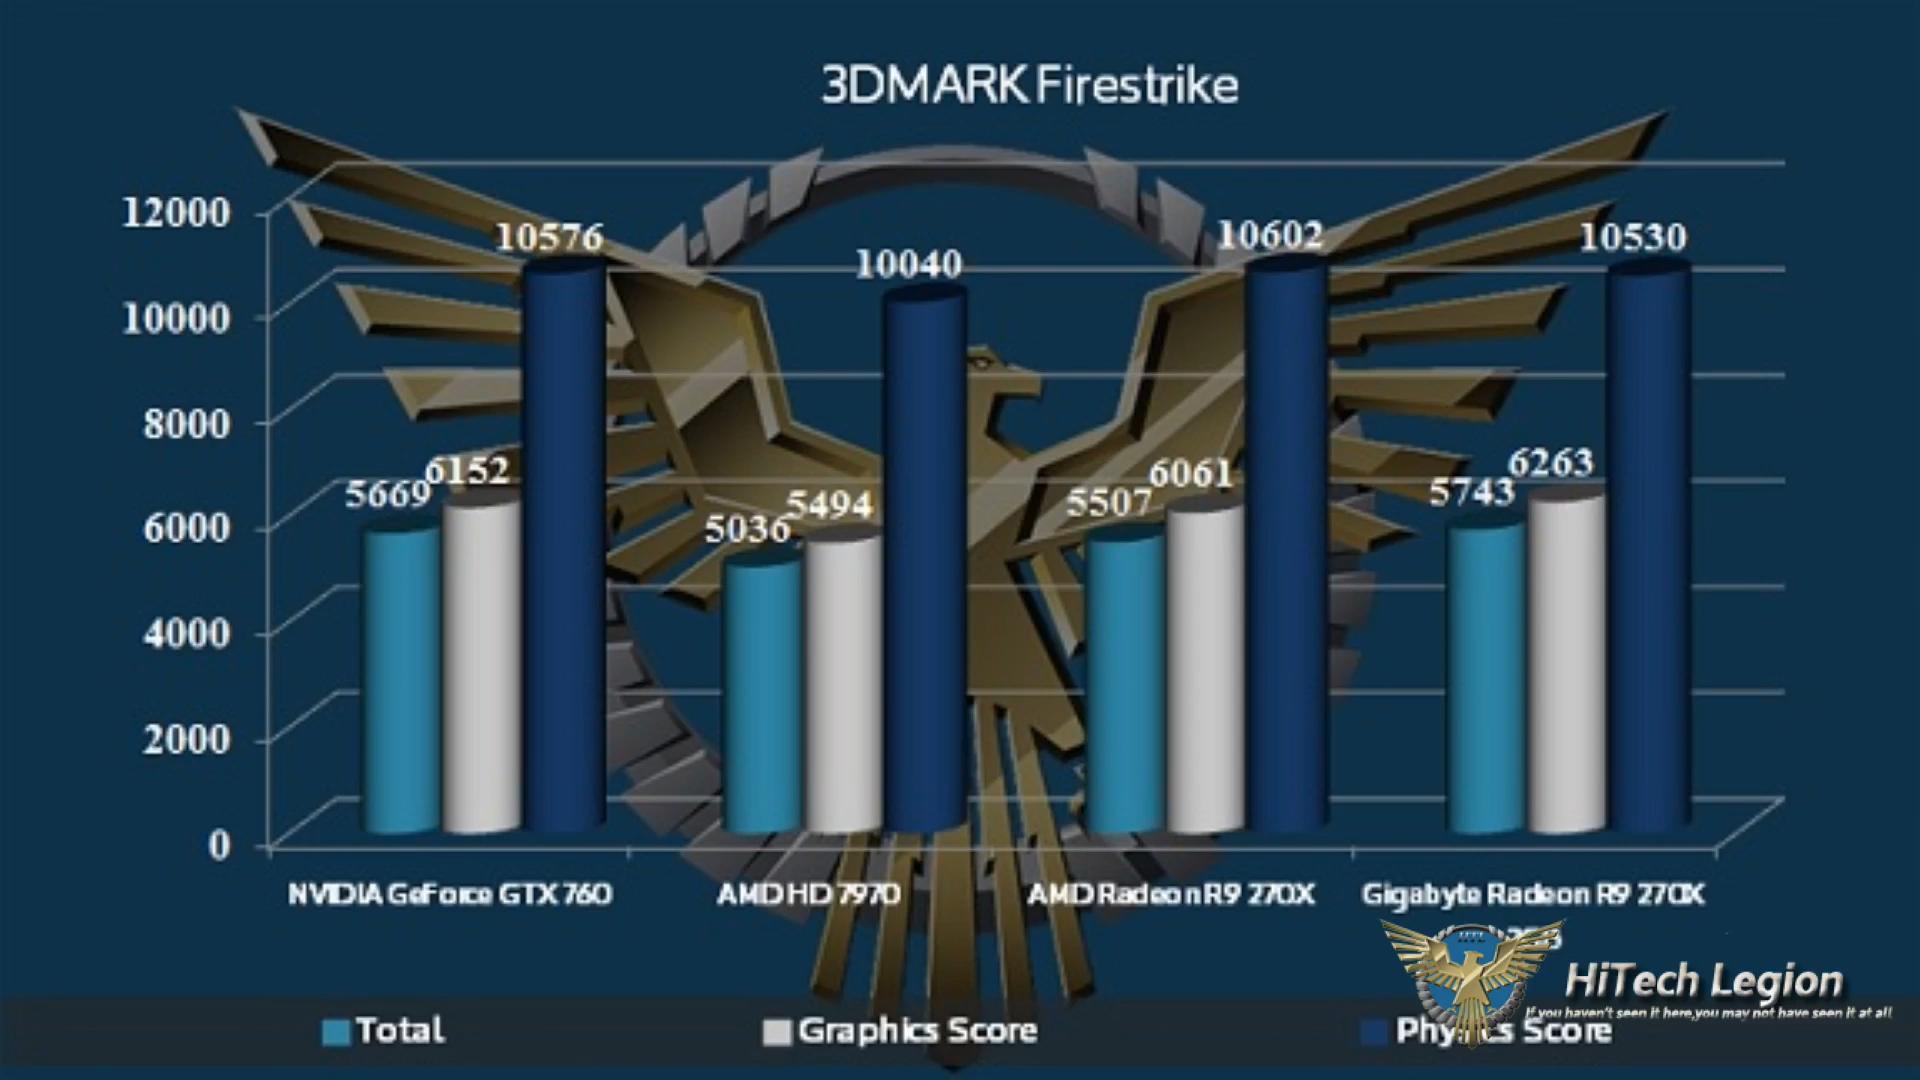 3DMARK Firestrike
12000
10000
8000
6000
4000
2000
0
5669
6152
10576
5036
5494
10040
5507
6061
10602
5743
6263
10530
NVIDIA GeForce GTX 760
AMD HD 7970
AMD Radeon R9 270X
Gigabyte Radeon R9 270X
Total
Graphics Score
Physics Score
HiTech Legion
If you haven't seen it here,you may not have seen it at all